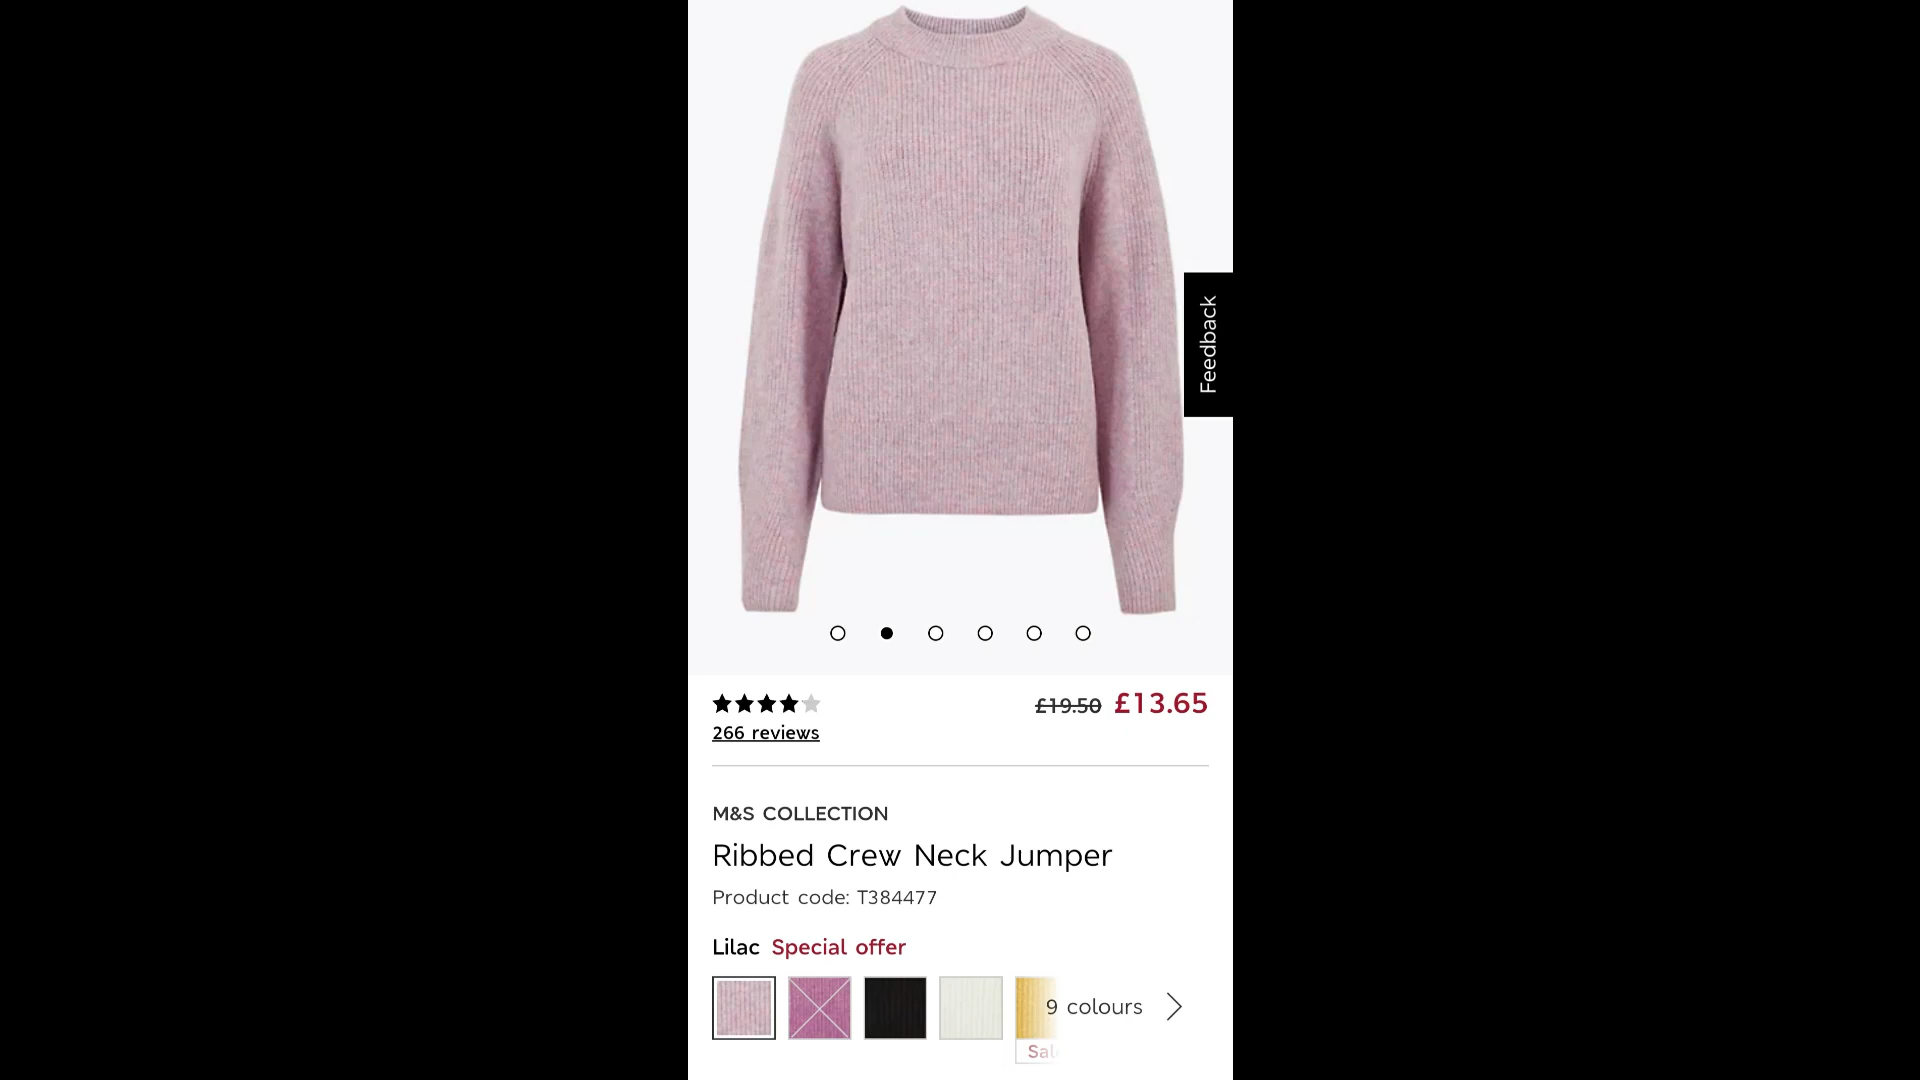 Feedback
£19.50 £13.65
266 reviews
M&S COLLECTION
Ribbed Crew Neck Jumper
Product code: T384477
Lilac Special offer
9 colours